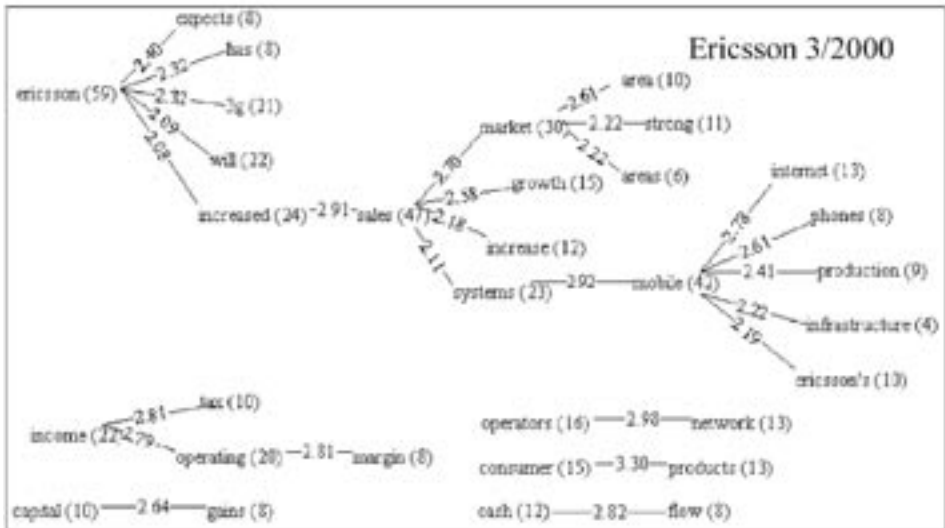 Ericsson 3/2000
expects (8)
2.40
has (8)
2.32
ericsson (59)
2.32
3g (21)
2.09
will (22)
2.03
increased (24)
2.91
sales (47)
2.70
market (30)
2.61
area (10)
2.22
strong (11)
2.22
areas (6)
2.58
growth (15)
2.18
increase (12)
2.11
systems (23)
2.92
mobile (42)
2.78
internet (13)
2.61
phones (8)
2.41
production (9)
2.22
infrastructure (4)
2.19
ericsson's (13)
income (22)
2.81
tax (10)
2.79
operating (20)
2.81
margin (8)
capital (10)
2.64
gains (8)
operators (16)
2.98
network (13)
consumer (15)
3.30
products (13)
cash (12)
2.82
flow (8)